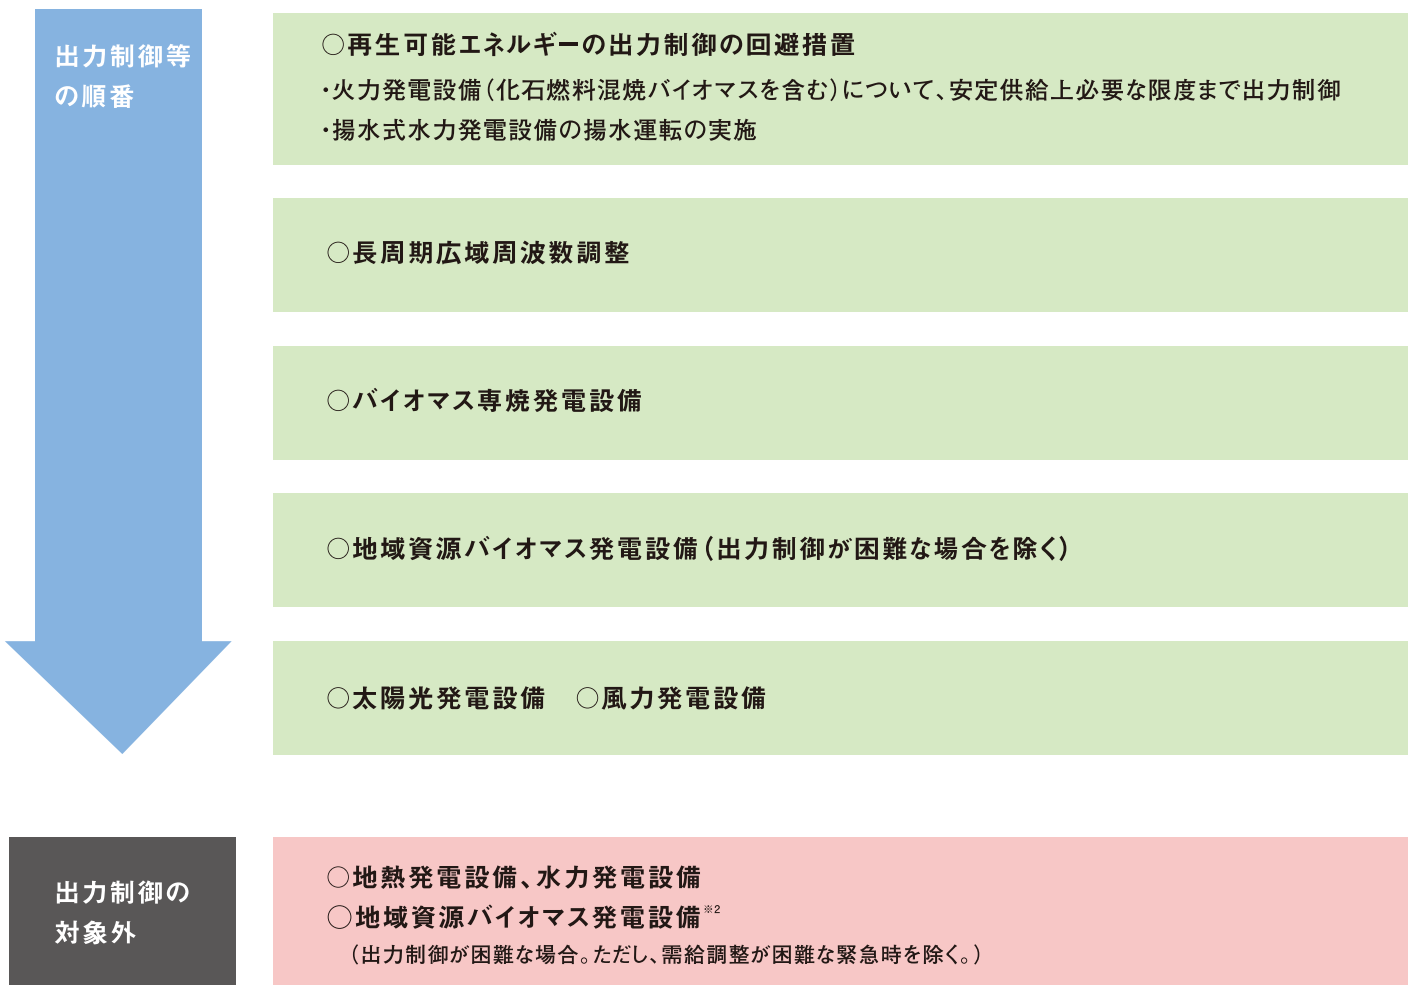 出力制御等
の順番
○再生可能エネルギーの出力制御の回避措置
・火力発電設備（化石燃料混焼バイオマスを含む）について、安定供給上必要な限度まで出力制御
・揚水式水力発電設備の揚水運転の実施
○長周期広域周波数調整
○バイオマス専焼発電設備
○地域資源バイオマス発電設備（出力制御が困難な場合を除く）
○太陽光発電設備　○風力発電設備
出力制御の
対象外
○地熱発電設備、水力発電設備
○地域資源バイオマス発電設備※2
（出力制御が困難な場合。ただし、需給調整が困難な緊急時を除く。）